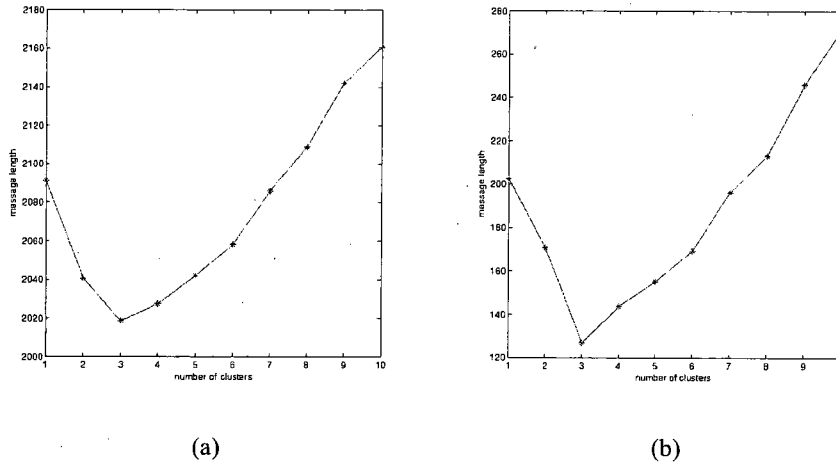 2180
2160
2140
2120
2100
2080
2060
2040
2020
2000
massage length
1 2 3 4 5 6 7 8 9 10
number of clusters
(a)
280
260
240
220
200
180
160
140
120
massage length
1 2 3 4 5 6 7 8 9
number of clusters
(b)